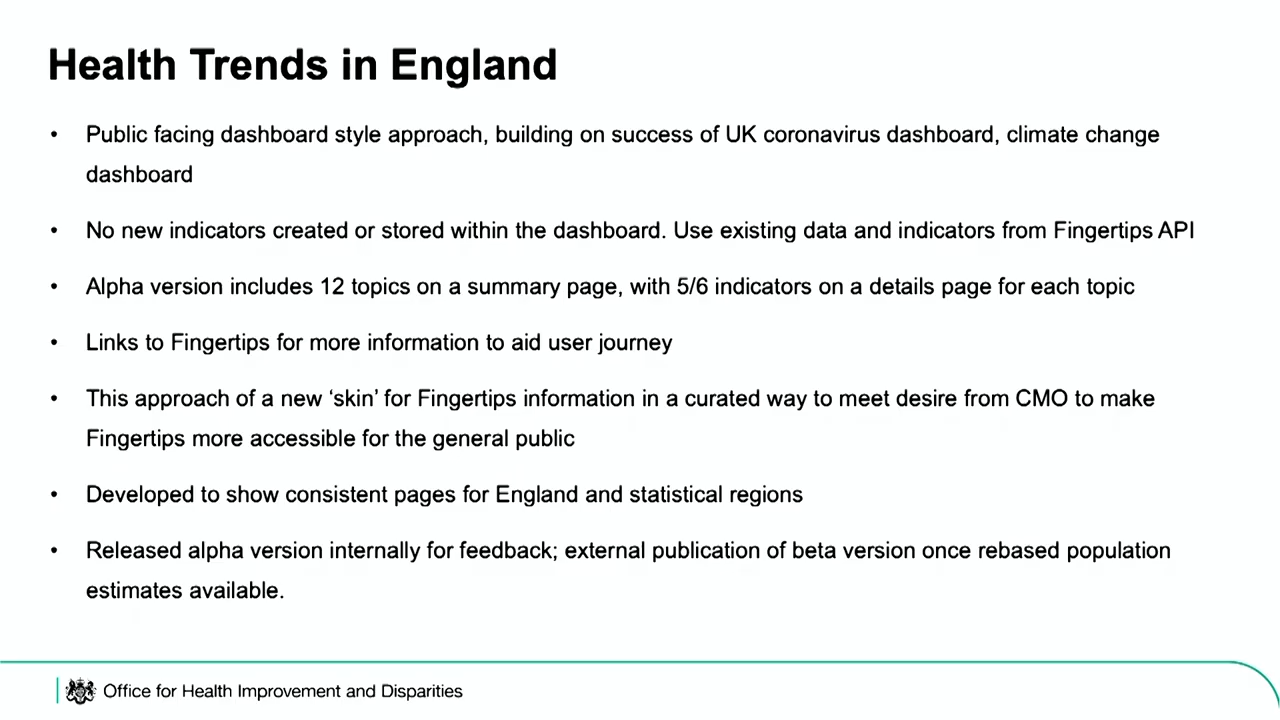 Health Trends in England
• Public facing dashboard style approach, building on success of UK coronavirus dashboard, climate change
dashboard
• No new indicators created or stored within the dashboard. Use existing data and indicators from Fingertips API
• Alpha version includes 12 topics on a summary page, with 5/6 indicators on a details page for each topic
• Links to Fingertips for more information to aid user journey
• This approach of a new ‘skin’ for Fingertips information in a curated way to meet desire from CMO to make
Fingertips more accessible for the general public
• Developed to show consistent pages for England and statistical regions
• Released alpha version internally for feedback; external publication of beta version once rebased population
estimates available.
Office for Health Improvement and Disparities